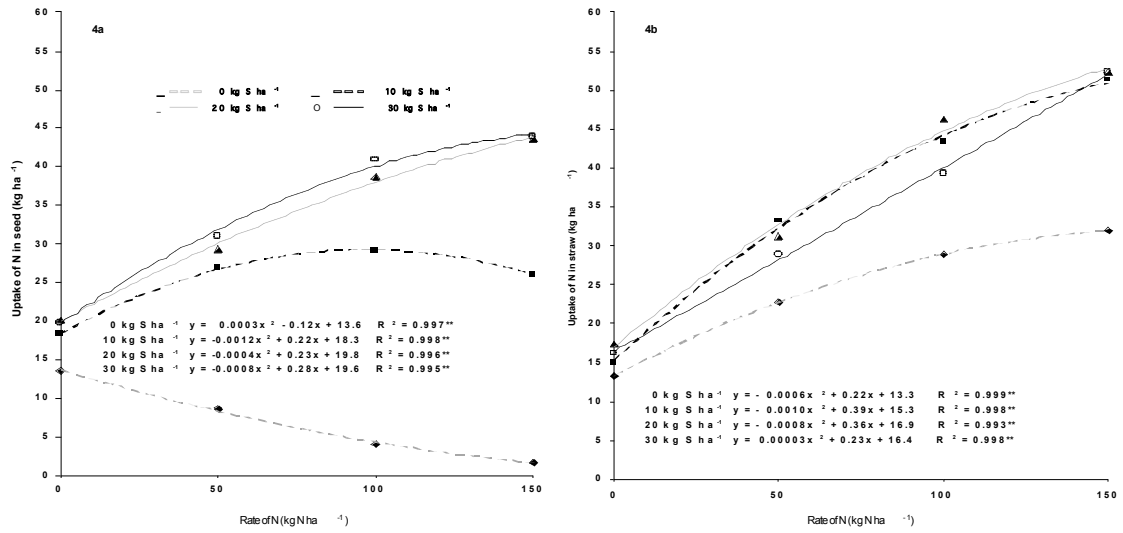 4a
60
55
50
45
40
35
30
25
20
15
10
5
0
Uptake of N in seed (kg ha -1)
0 kg S ha -1
10 kg S ha -1
20 kg S ha -1
30 kg S ha -1
0 kg S ha -1 y = 0.0003x 2 -0.12x + 13.6 R 2 = 0.997**
10 kg S ha -1 y = -0.0012x 2 + 0.22x + 18.3 R 2 = 0.998**
20 kg S ha -1 y = -0.0004x 2 + 0.23x + 19.8 R 2 = 0.996**
30 kg S ha -1 y = -0.0008x 2 + 0.28x + 19.6 R 2 = 0.995**
0 50 100 150
Rate of N (kg N ha -1)
4b
60
55
50
45
40
35
30
25
20
15
10
5
0
Uptake of N in straw (kg ha -1)
0 kg S ha -1 y = - 0.0006x 2 + 0.22x + 13.3 R 2 = 0.999**
10 kg S ha -1 y = - 0.0010x 2 + 0.39x + 15.3 R 2 = 0.998**
20 kg S ha -1 y = - 0.0008x 2 + 0.36x + 16.9 R 2 = 0.993**
30 kg S ha -1 y = 0.00003x 2 + 0.23x + 16.4 R 2 = 0.998**
0 50 100 150
Rate of N (kg N ha -1)